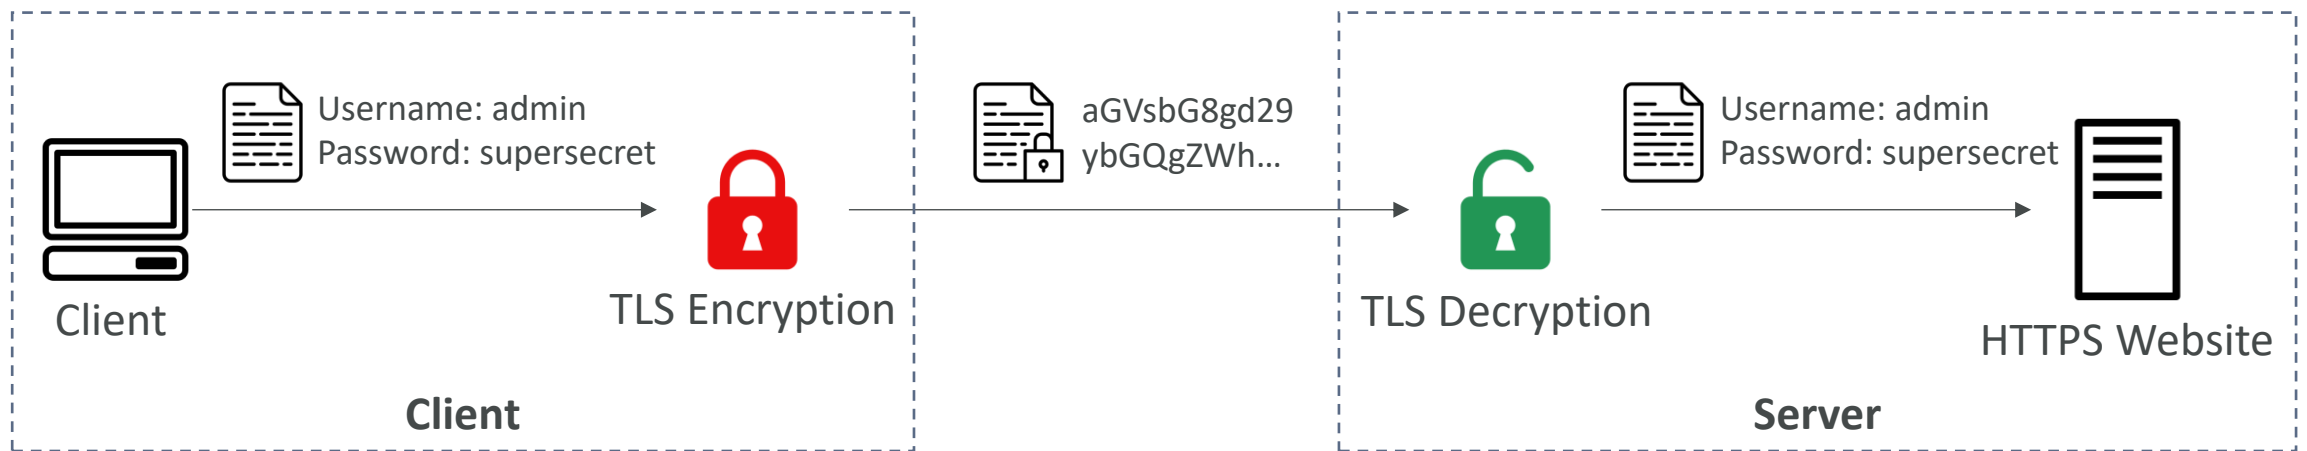 Username: admin
Password: supersecret
aGVsbG8gd29
ybGQgZWh...
Username: admin
Password: supersecret
Client
TLS Encryption
TLS Decryption
HTTPS Website
Client
Server